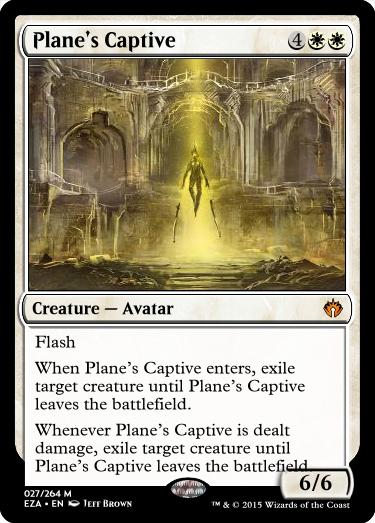 Plane's Captive 4
Creature — Avatar
Flash
When Plane's Captive enters, exile
target creature until Plane's Captive
leaves the battlefield.
Whenever Plane's Captive is dealt
damage, exile target creature until
Plane's Captive leaves the battlefield.
6/6
027/264 M
EZA • EN Jeff Brown
™ & © 2015 Wizards of the Coast